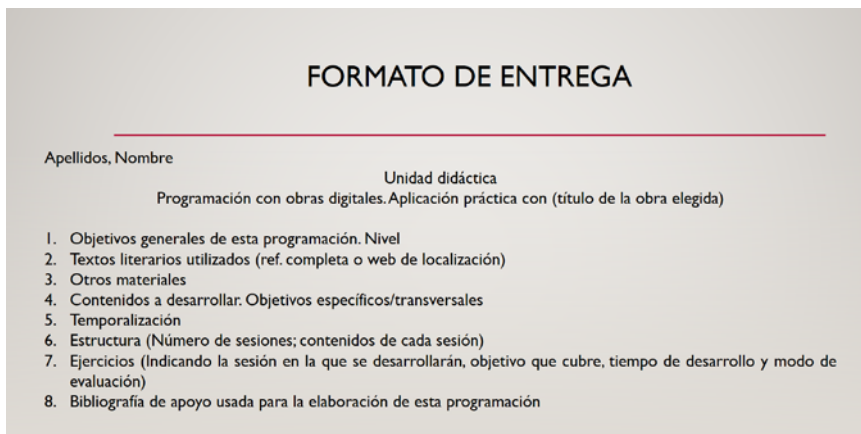 FORMATO DE ENTREGA
Apellidos, Nombre
Unidad didáctica
Programación con obras digitales. Aplicación práctica con (título de la obra elegida)
1. Objetivos generales de esta programación. Nivel
2. Textos literarios utilizados (ref. completa o web de localización)
3. Otros materiales
4. Contenidos a desarrollar. Objetivos específicos/transversales
5. Temporalización
6. Estructura (Número de sesiones; contenidos de cada sesión)
7. Ejercicios (Indicando la sesión en la que se desarrollarán, objetivo que cubre, tiempo de desarrollo y modo de
evaluación)
8. Bibliografía de apoyo usada para la elaboración de esta programación